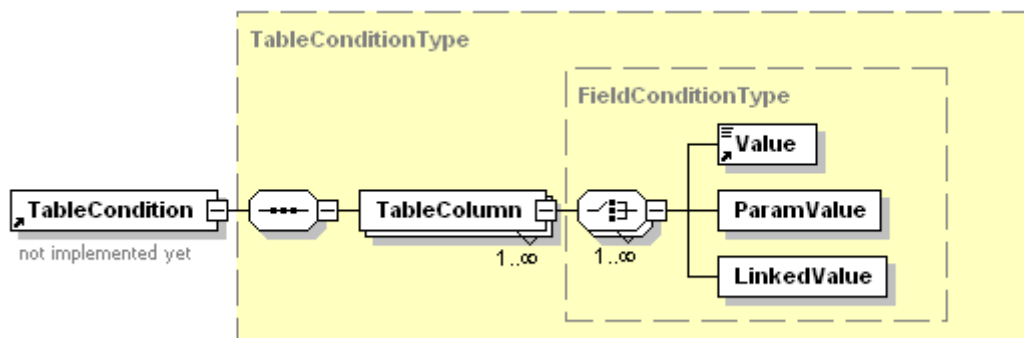 TableConditionType
FieldConditionType
Value
TableCondition
TableColumn
ParamValue
not implemented yet
1..∞
1..∞
LinkedValue